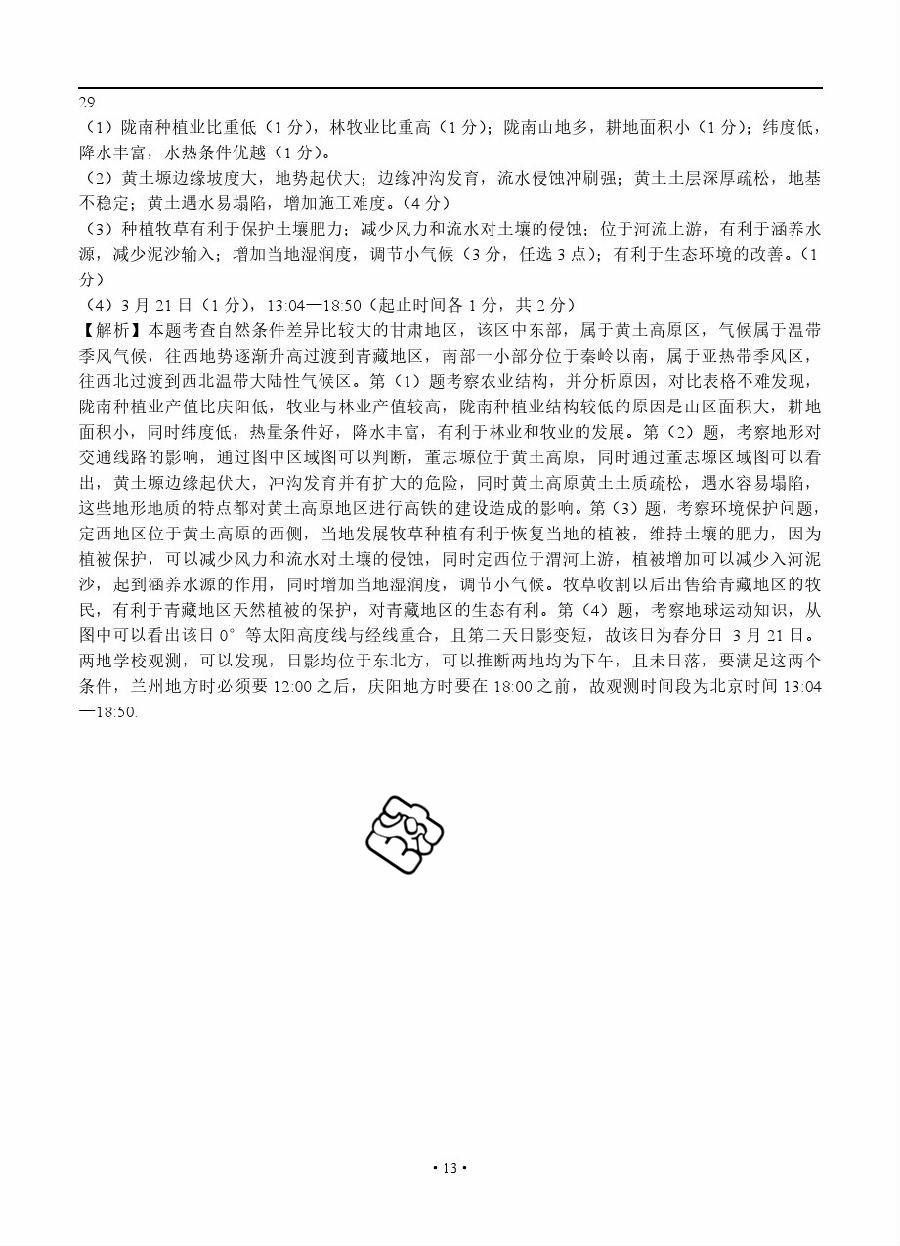 29
（1）陇南种植业比重低（1 分），林牧业比重高（1 分）；陇南山地多，耕地面积小（1 分）；纬度低，
降水丰富，水热条件优越（1 分）。
（2）黄土塬边缘坡度大，地势起伏大；边缘冲沟发育，流水侵蚀冲刷强；黄土土层深厚疏松，地基
不稳定；黄土遇水易塌陷，增加施工难度。（4 分）
（3）种植牧草有利于保护土壤肥力；减少风力和流水对土壤的侵蚀；位于河流上游，有利于涵养水
源，减少泥沙输入；增加当地湿润度，调节小气候（3 分，任选 3 点）；有利于生态环境的改善。（1
分）
（4）3 月 21 日（1 分），13:04—18:50（起止时间各 1 分，共 2 分）
【解析】本题考查自然条件差异比较大的甘肃地区，该区中东部，属于黄土高原区，气候属于温带
季风气候，往西地势逐渐升高过渡到青藏地区，南部一小部分位于秦岭以南，属于亚热带季风区，
往西北过渡到西北温带大陆性气候区。第（1）题考察农业结构，并分析原因，对比表格不难发现，
陇南种植业产值比庆阳低，牧业与林业产值较高，陇南种植业结构较低的原因是山区面积大，耕地
面积小，同时纬度低，热量条件好，降水丰富，有利于林业和牧业的发展。第（2）题，考察地形对
交通线路的影响，通过图中区域图可以判断，董志塬位于黄土高原，同时通过董志塬区域图可以看
出，黄土塬边缘起伏大，冲沟发育并有扩大的危险，同时黄土高原黄土土质疏松，遇水容易塌陷，
这些地形地质的特点都对黄土高原地区进行高铁的建设造成的影响。第（3）题，考察环境保护问题，
定西地区位于黄土高原的西侧，当地发展牧草种植有利于恢复当地的植被，维持土壤的肥力，因为
植被保护，可以减少风力和流水对土壤的侵蚀，同时定西位于渭河上游，植被增加可以减少入河泥
沙，起到涵养水源的作用，同时增加当地湿润度，调节小气候。牧草收割以后出售给青藏地区的牧
民，有利于青藏地区天然植被的保护，对青藏地区的生态有利。第（4）题，考察地球运动知识，从
图中可以看出该日 0° 等太阳高度线与经线重合，且第二天日影变短，故该日为春分日 3 月 21 日。
两地学校观测，可以发现，日影均位于东北方，可以推断两地均为下午，且未日落，要满足这两个
条件，兰州地方时必须要 12:00 之后，庆阳地方时要在 18:00 之前，故观测时间段为北京时间 13:04
—18:50.
· 13 ·